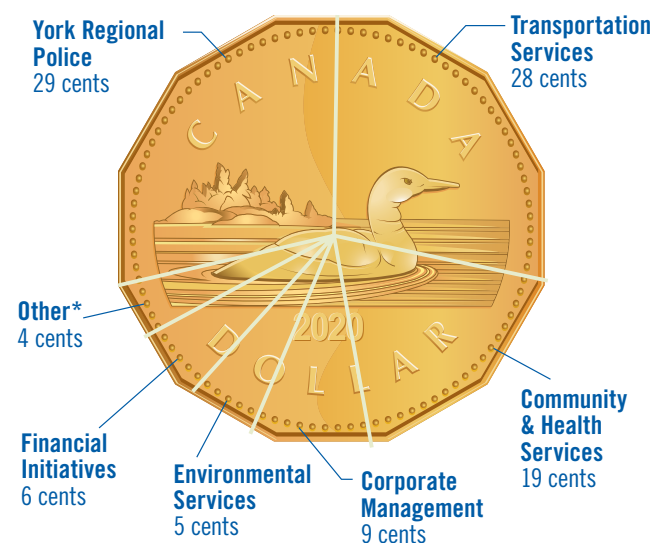 York Regional
Police
29 cents
Transportation
Services
28 cents
CANADA
2020
DOLLAR
Other*
4 cents
Financial
Initiatives
6 cents
Environmental
Services
5 cents
Corporate
Management
9 cents
Community
& Health
Services
19 cents